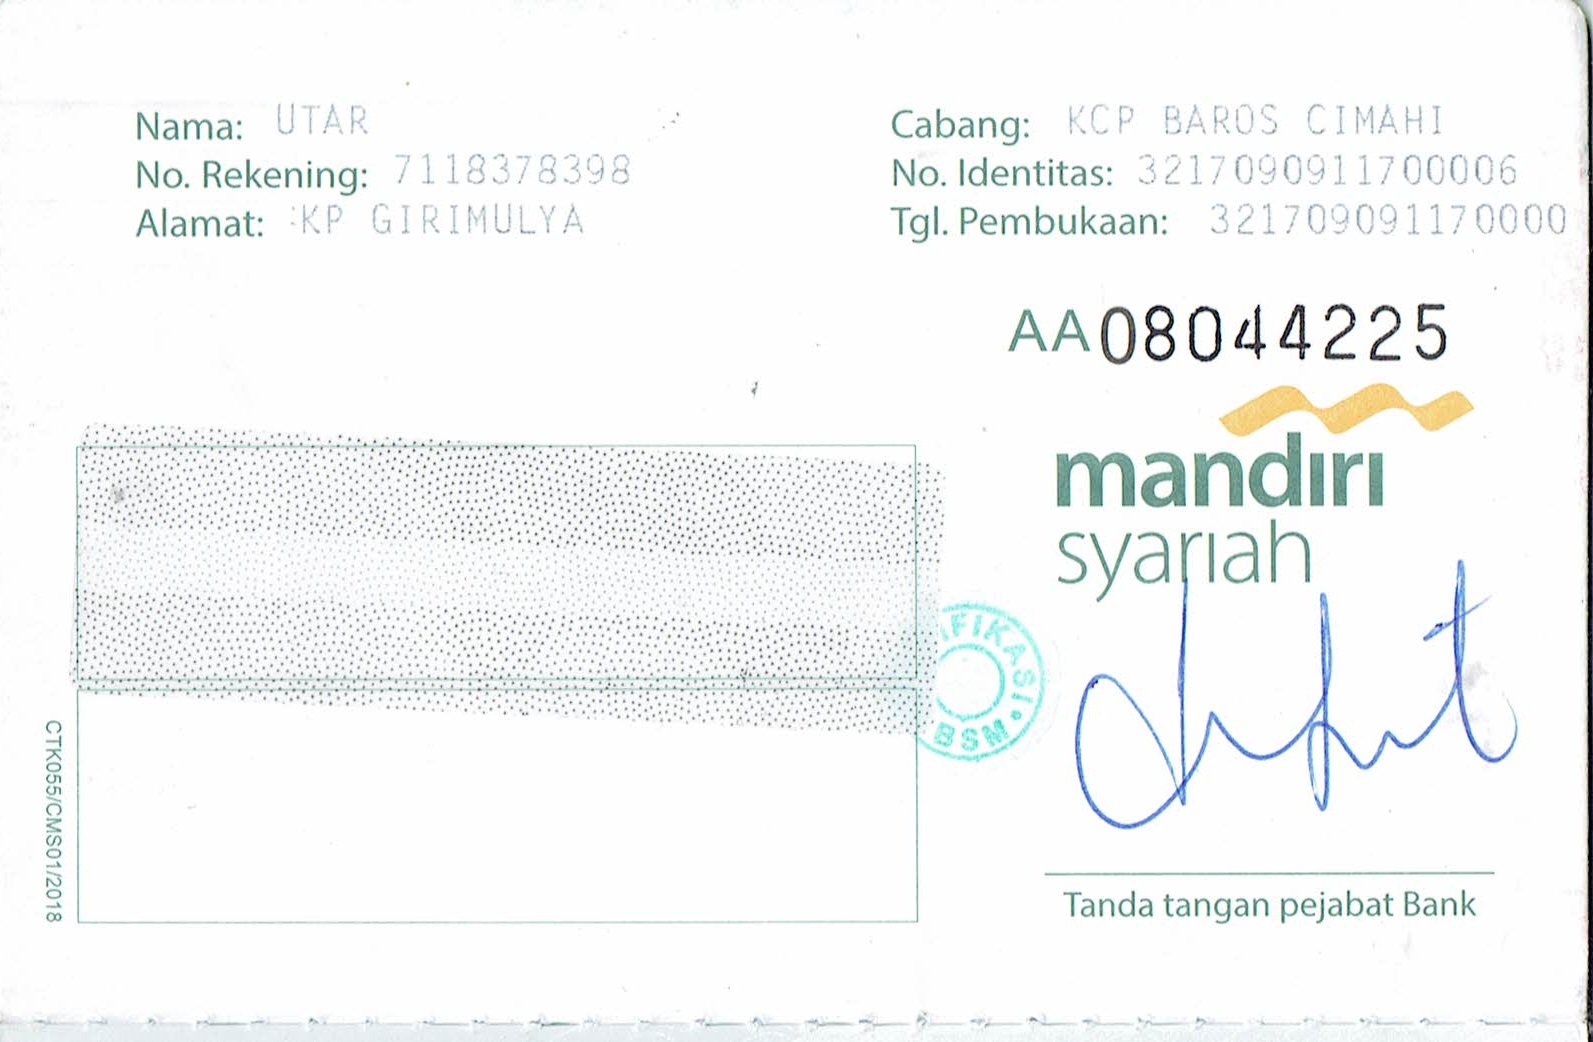 Nama: UTAR
No. Rekening: 7118378398
Alamat: :KP GIRIMULYA
Cabang: KCP BAROS CIMAHI
No. Identitas: 3217090911700006
Tgl. Pembukaan: 321709091170000
AA08044225
mandiri
syariah
IFIKASI • BSM
CTK055/CMS01/2018
Tanda tangan pejabat Bank